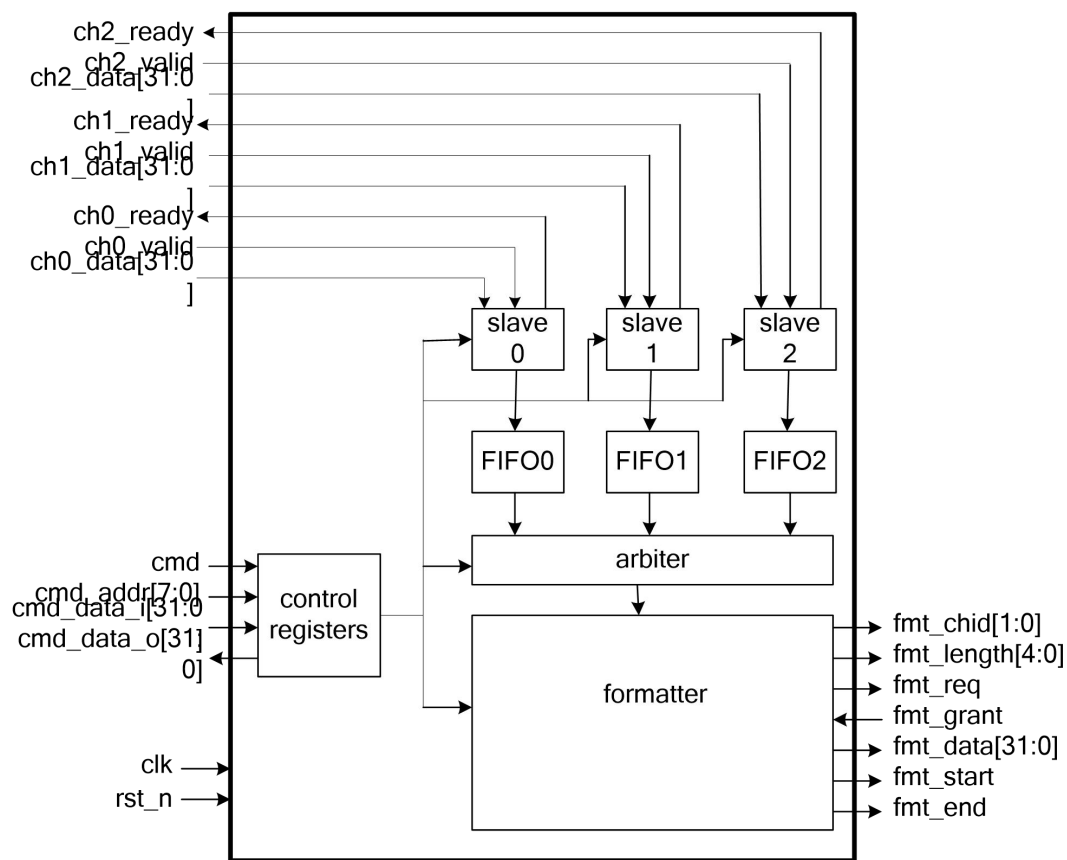 ch2_ready
ch2_valid
ch2_data[31:0
]
ch1_ready
ch1_valid
ch1_data[31:0
]
ch0_ready
ch0_valid
ch0_data[31:0
]
slave
0
slave
1
slave
2
FIFO0
FIFO1
FIFO2
arbiter
cmd
cmd_addr[7:0]
cmd_data_i[31:0
]
cmd_data_o[31:
0]
control
registers
formatter
fmt_chid[1:0]
fmt_length[4:0]
fmt_req
fmt_grant
fmt_data[31:0]
fmt_start
fmt_end
clk
rst_n